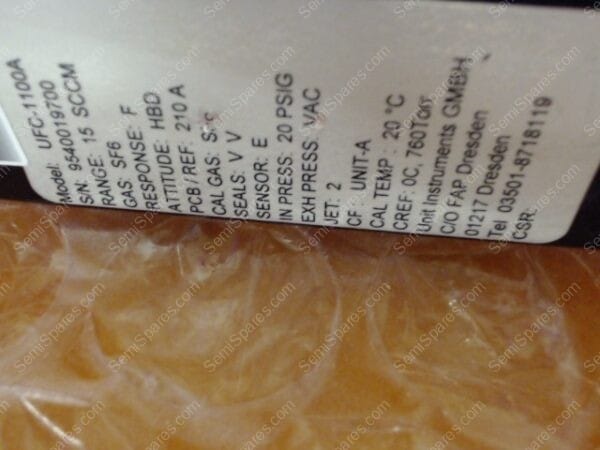 Model: UFC-1100A
S/N: 9540019700
RANGE: 15 SCCM
GAS: SF6
RESPONSE: F
ATTITUDE: HBD
PCB / REF: 210 A
CAL GAS:
SEALS: V V
SENSOR: E
IN PRESS: 20 PSIG
EXH PRESS: VAC
JET: 2
CF: UNIT-A
CAL TEMP: 20 °C
CREF: 0C, 760Torr
Unit Instruments GMBH
C/O FAP Dresden
01217 Dresden
Tel 03501-8718119
CSR:
SemiSpares.com